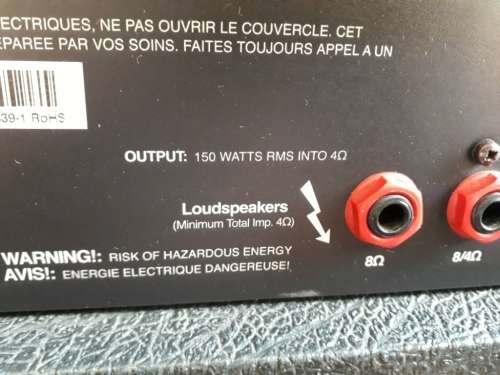 ECTRIQUES, NE PAS OUVRIR LE COUVERCLE. CET
PAREE PAR VOS SOINS. FAITES TOUJOURS APPEL A UN
39-1 RoHS
OUTPUT: 150 WATTS RMS INTO 4Ω
Loudspeakers
(Minimum Total Imp. 4Ω)
8Ω
8/4Ω
WARNING!: RISK OF HAZARDOUS ENERGY
AVIS!: ENERGIE ELECTRIQUE DANGEREUSE!